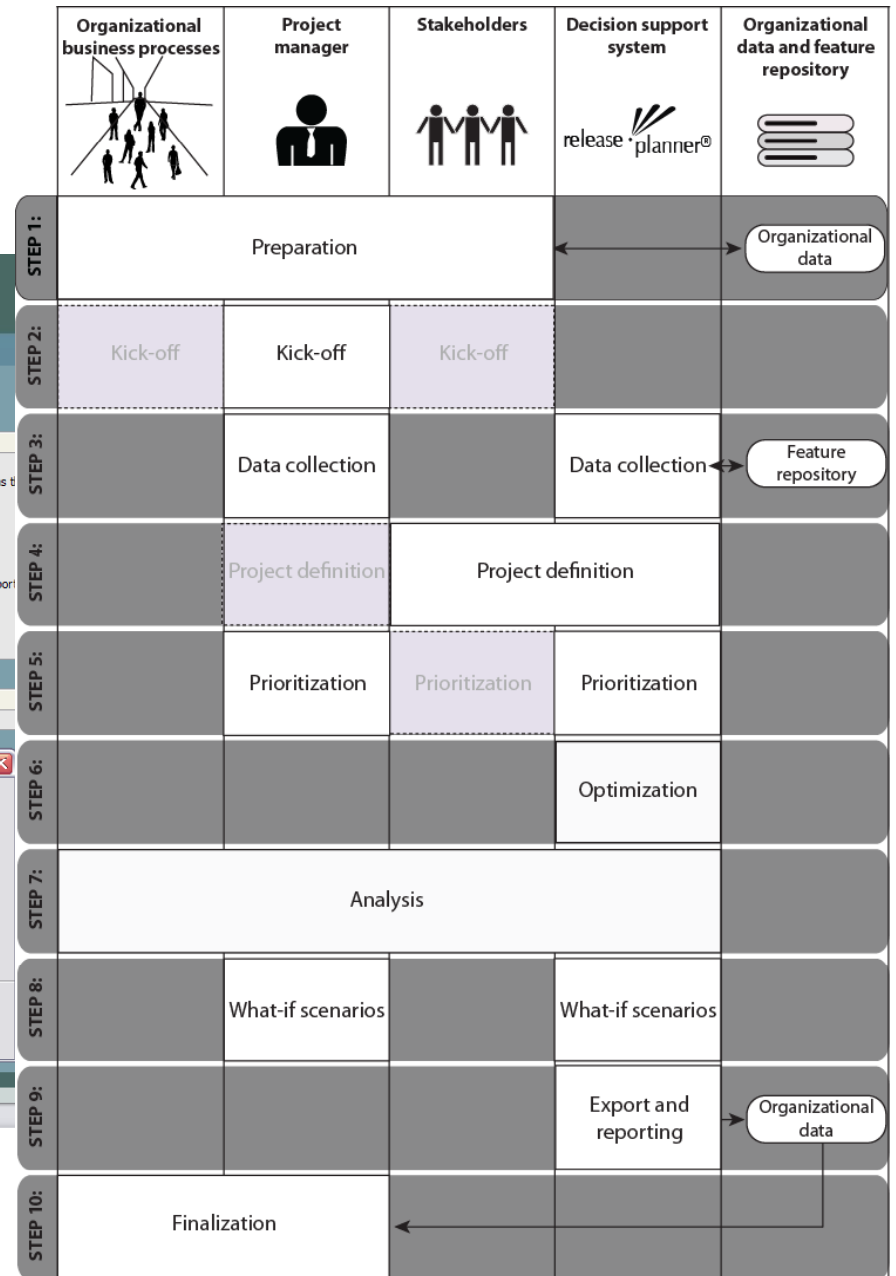 Organizational
business processes
Project
manager
Stakeholders
Decision support
system
Organizational
data and feature
repository
release planner®
STEP 1:
Preparation
Organizational
data
STEP 2:
Kick-off
Kick-off
Kick-off
STEP 3:
Data collection
Data collection
Feature
repository
STEP 4:
Project definition
Project definition
STEP 5:
Prioritization
Prioritization
Prioritization
STEP 6:
Optimization
STEP 7:
Analysis
STEP 8:
What-if scenarios
What-if scenarios
STEP 9:
Export and
reporting
Organizational
data
STEP 10:
Finalization